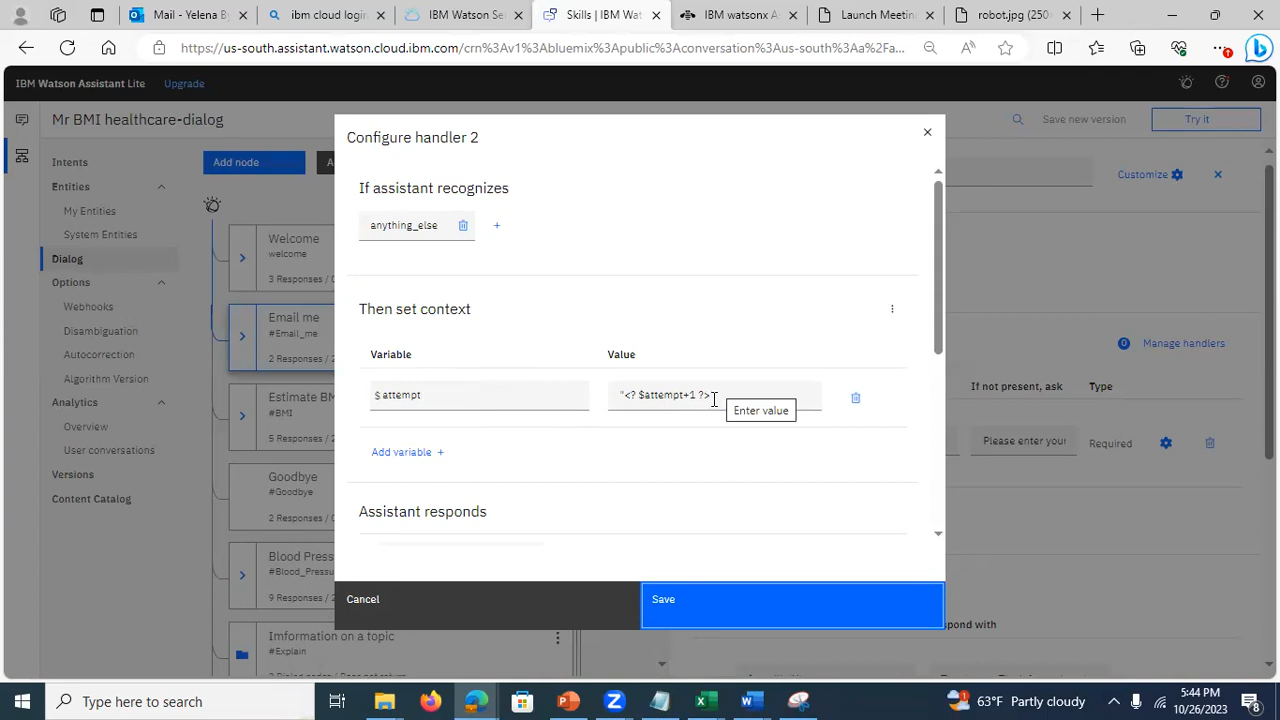 Mail - Yelena B
ibm cloud login
IBM Watson Se
Skills | IBM Wat
IBM watsonx A
Launch Meetin
robot.jpg (250
https://us-south.assistant.watson.cloud.ibm.com/crn%3Av1%3Abluemix%3Apublic%3Aconversation%3Aus-south%3Aa%2Fa...
IBM Watson Assistant Lite
Upgrade
Mr BMI healthcare-dialog
Save new version
Try it
Intents
Entities
My Entities
System Entities
Dialog
Options
Webhooks
Disambiguation
Autocorrection
Algorithm Version
Analytics
Overview
User conversations
Versions
Content Catalog
Add node
A
Welcome
welcome
3 Responses /
Email me
#Email_me
2 Responses / 2
Estimate BM
#BMI
5 Responses /
Goodbye
#Goodbye
2 Responses /
Blood Press
#Blood_Pressu
9 Responses / 2
Imformation on a topic
#Explain
Configure handler 2
If assistant recognizes
anything_else
Then set context
Variable
Value
$ attempt
"<? $attempt+1 ?>
Enter value
Add variable +
Assistant responds
Cancel
Save
Customize
0
Manage handlers
If not present, ask
Type
Please enter your
Required
spond with
Type here to search
63°F Partly cloudy
5:44 PM
10/26/2023
8